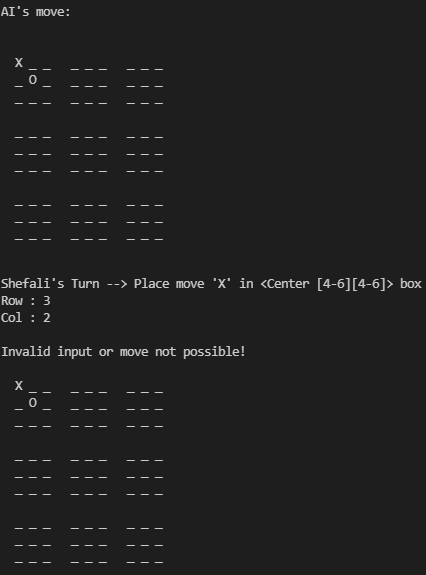 AI's move:
X _ _  _ _ _  _ _ _
_ O _  _ _ _  _ _ _
_ _ _  _ _ _  _ _ _
_ _ _  _ _ _  _ _ _
_ _ _  _ _ _  _ _ _
_ _ _  _ _ _  _ _ _
_ _ _  _ _ _  _ _ _
_ _ _  _ _ _  _ _ _
_ _ _  _ _ _  _ _ _
Shefali's Turn --> Place move 'X' in <Center [4-6][4-6]> box
Row : 3
Col : 2
Invalid input or move not possible!
X _ _  _ _ _  _ _ _
_ O _  _ _ _  _ _ _
_ _ _  _ _ _  _ _ _
_ _ _  _ _ _  _ _ _
_ _ _  _ _ _  _ _ _
_ _ _  _ _ _  _ _ _
_ _ _  _ _ _  _ _ _
_ _ _  _ _ _  _ _ _
_ _ _  _ _ _  _ _ _